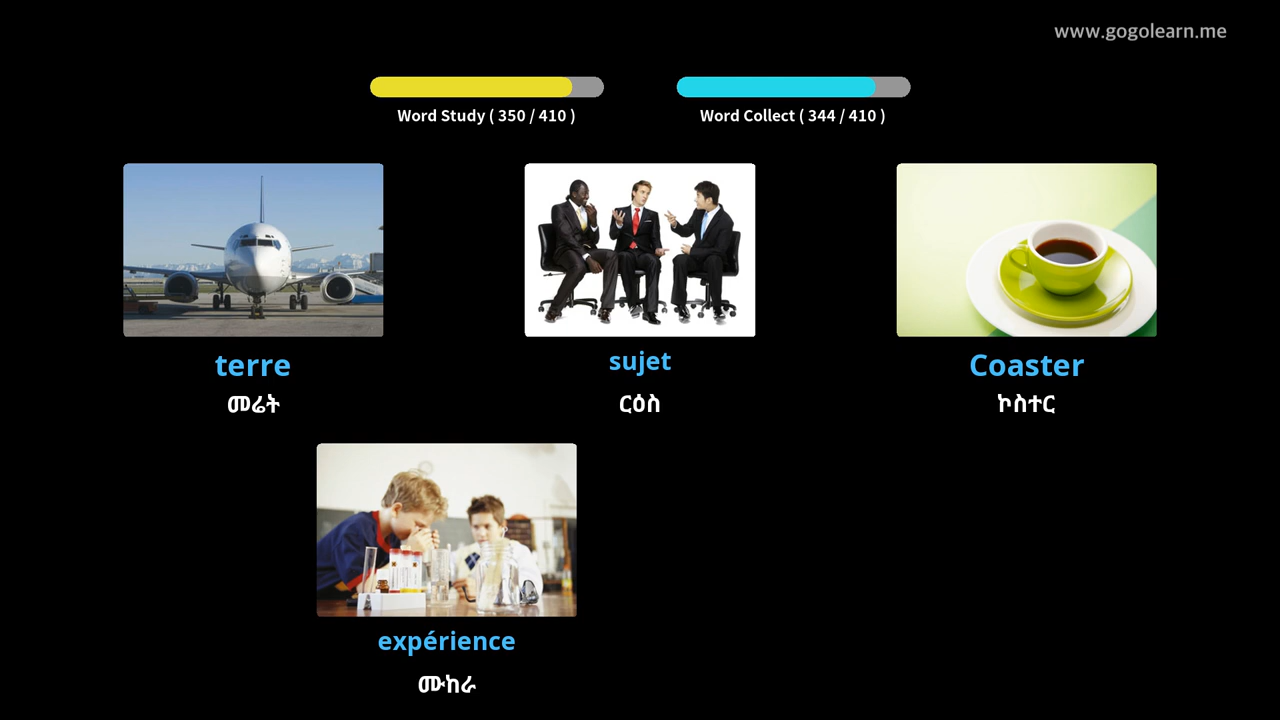 www.gogolearn.me
Word Study ( 350 / 410 )
Word Collect ( 344 / 410 )
terre
መሬት
sujet
ርዕስ
Coaster
ኮስተር
expérience
ሙከራ